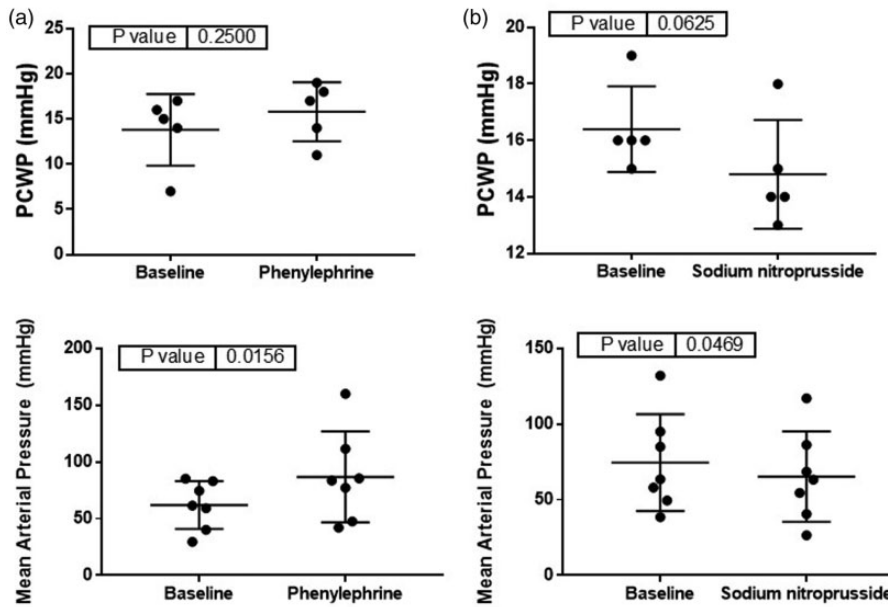 (a)
P value 0.2500
PCWP (mmHg)
25
20
15
10
5
0
Baseline Phenylephrine
(b)
P value 0.0625
PCWP (mmHg)
20
18
16
14
12
Baseline Sodium nitroprusside
P value 0.0156
Mean Arterial Pressure (mmHg)
200
150
100
50
0
Baseline Phenylephrine
P value 0.0469
Mean Arterial Pressure (mmHg)
150
100
50
0
Baseline Sodium nitroprusside